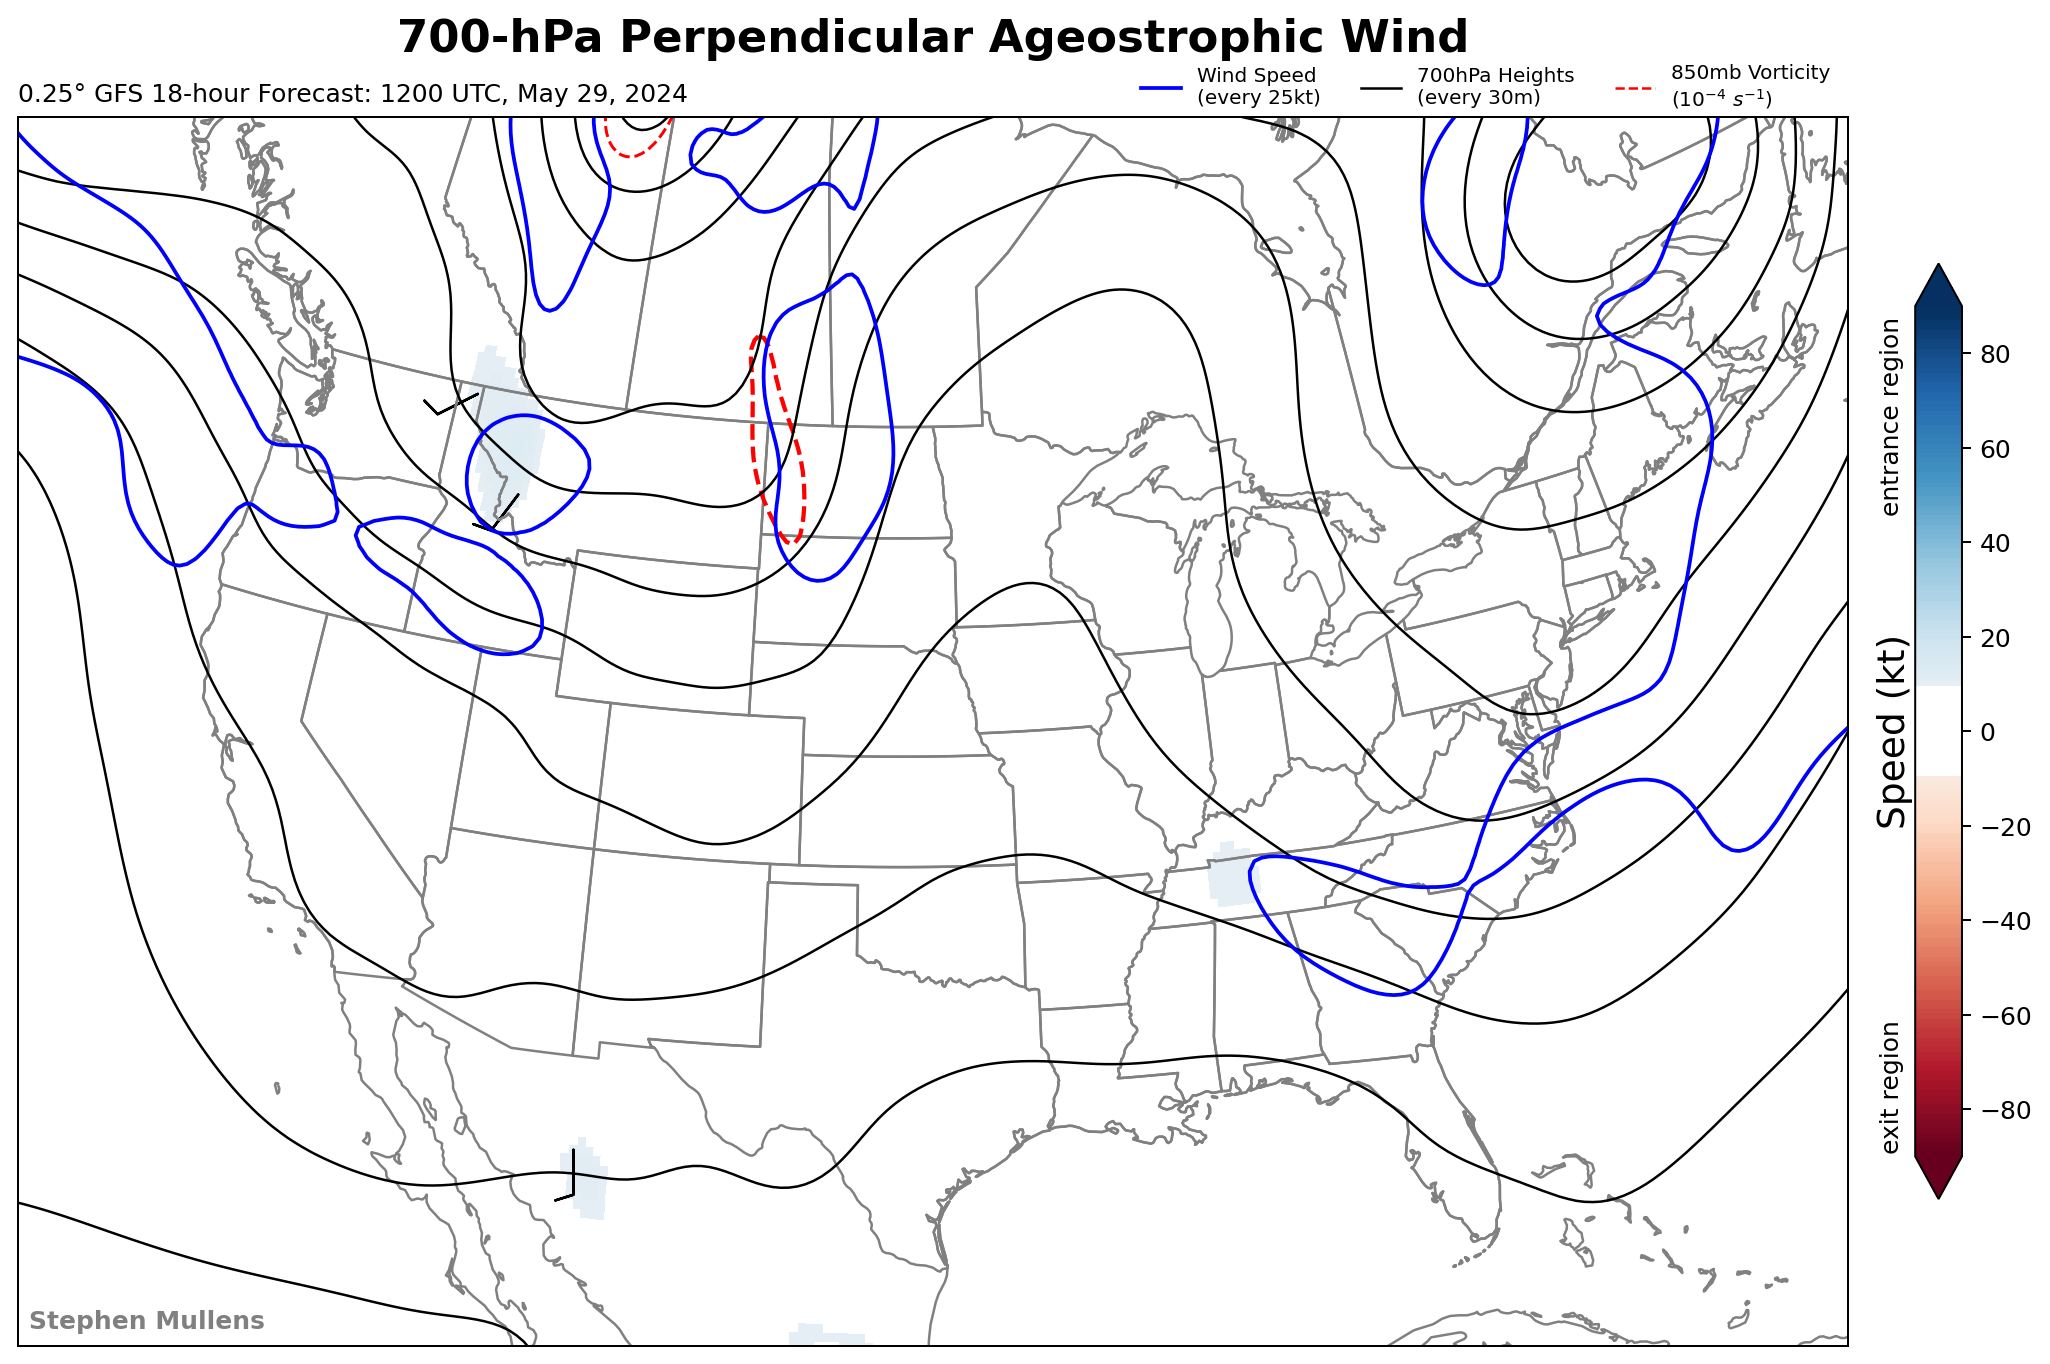 700-hPa Perpendicular Ageostrophic Wind
0.25° GFS 18-hour Forecast: 1200 UTC, May 29, 2024
Wind Speed
(every 25kt)
700hPa Heights
(every 30m)
850mb Vorticity
(10⁻⁴ s⁻¹)
entrance region
Speed (kt)
exit region
80
60
40
20
0
−20
−40
−60
−80
Stephen Mullens